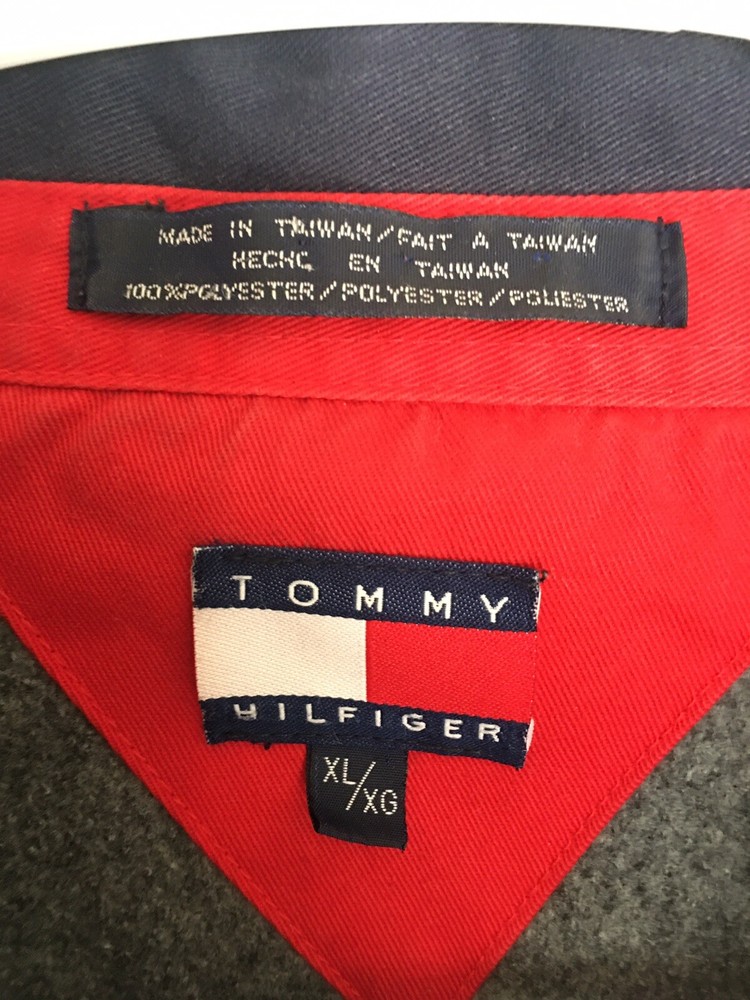 MADE IN TAIWAN/FAIT A TAIWAN
HECHO EN TAIWAN
100%POLYESTER/POLYESTER/POLIESTER
TOMMY
HILFIGER
XL/XG